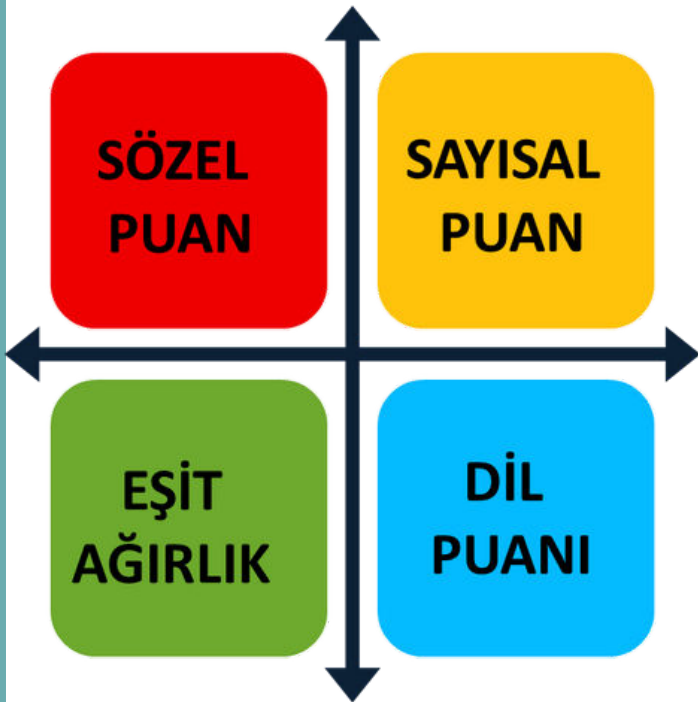 SÖZEL
PUAN
SAYISAL
PUAN
EŞİT
AĞIRLIK
DİL
PUANI